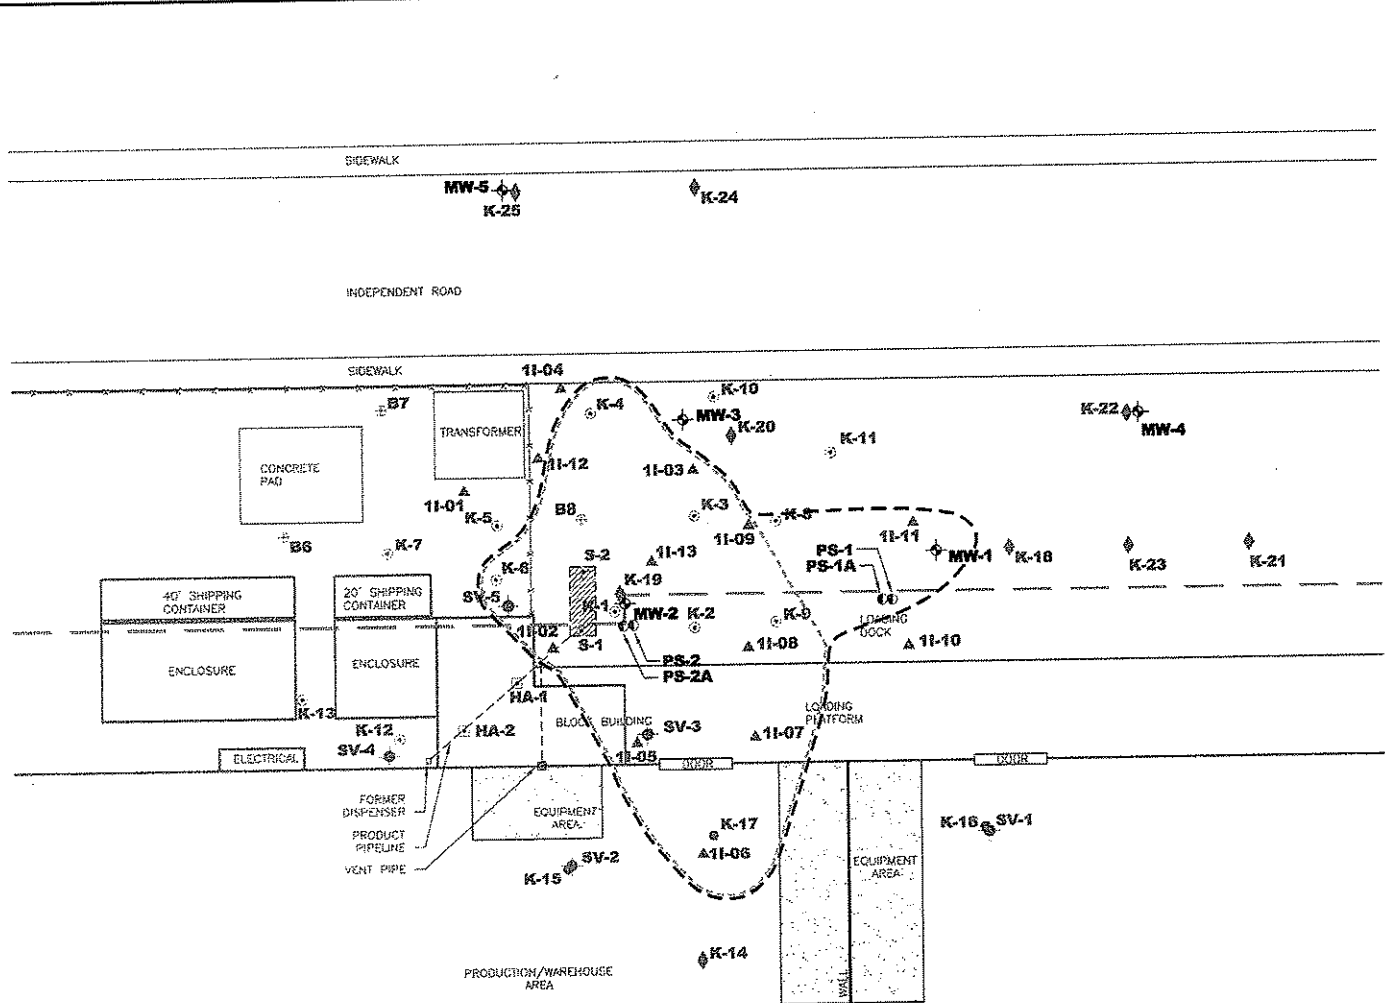 SIDEWALK
MW-5
K-25
K-24
INDEPENDENT ROAD
SIDEWALK
1I-04
K-10
B7
K-4
MW-3
K-22
MW-4
TRANSFORMER
K-20
K-11
CONCRETE
PAD
1I-12
1I-03
1I-01
K-5
B8
K-3
K-8
1I-09
1I-11
B6
K-7
S-2
1I-13
PS-1
PS-1A
MW-1
K-18
K-23
K-21
K-6
K-19
40' SHIPPING
CONTAINER
20' SHIPPING
CONTAINER
SV-5
K-1
MW-2
K-2
K-9
LOADING
DOCK
1I-02
S-1
1I-08
1I-10
ENCLOSURE
ENCLOSURE
PS-2
PS-2A
HA-1
K-13
K-12
HA-2
BLOCK BUILDING
SV-3
1I-07
LOADING
PLATFORM
SV-4
ELECTRICAL
1I-05
DOOR
DOOR
FORMER
DISPENSER
PRODUCT
PIPELINE
VENT PIPE
EQUIPMENT
AREA
K-17
1I-06
K-16
SV-1
SV-2
K-15
EQUIPMENT
AREA
K-14
PRODUCTION/WAREHOUSE
AREA
WALL